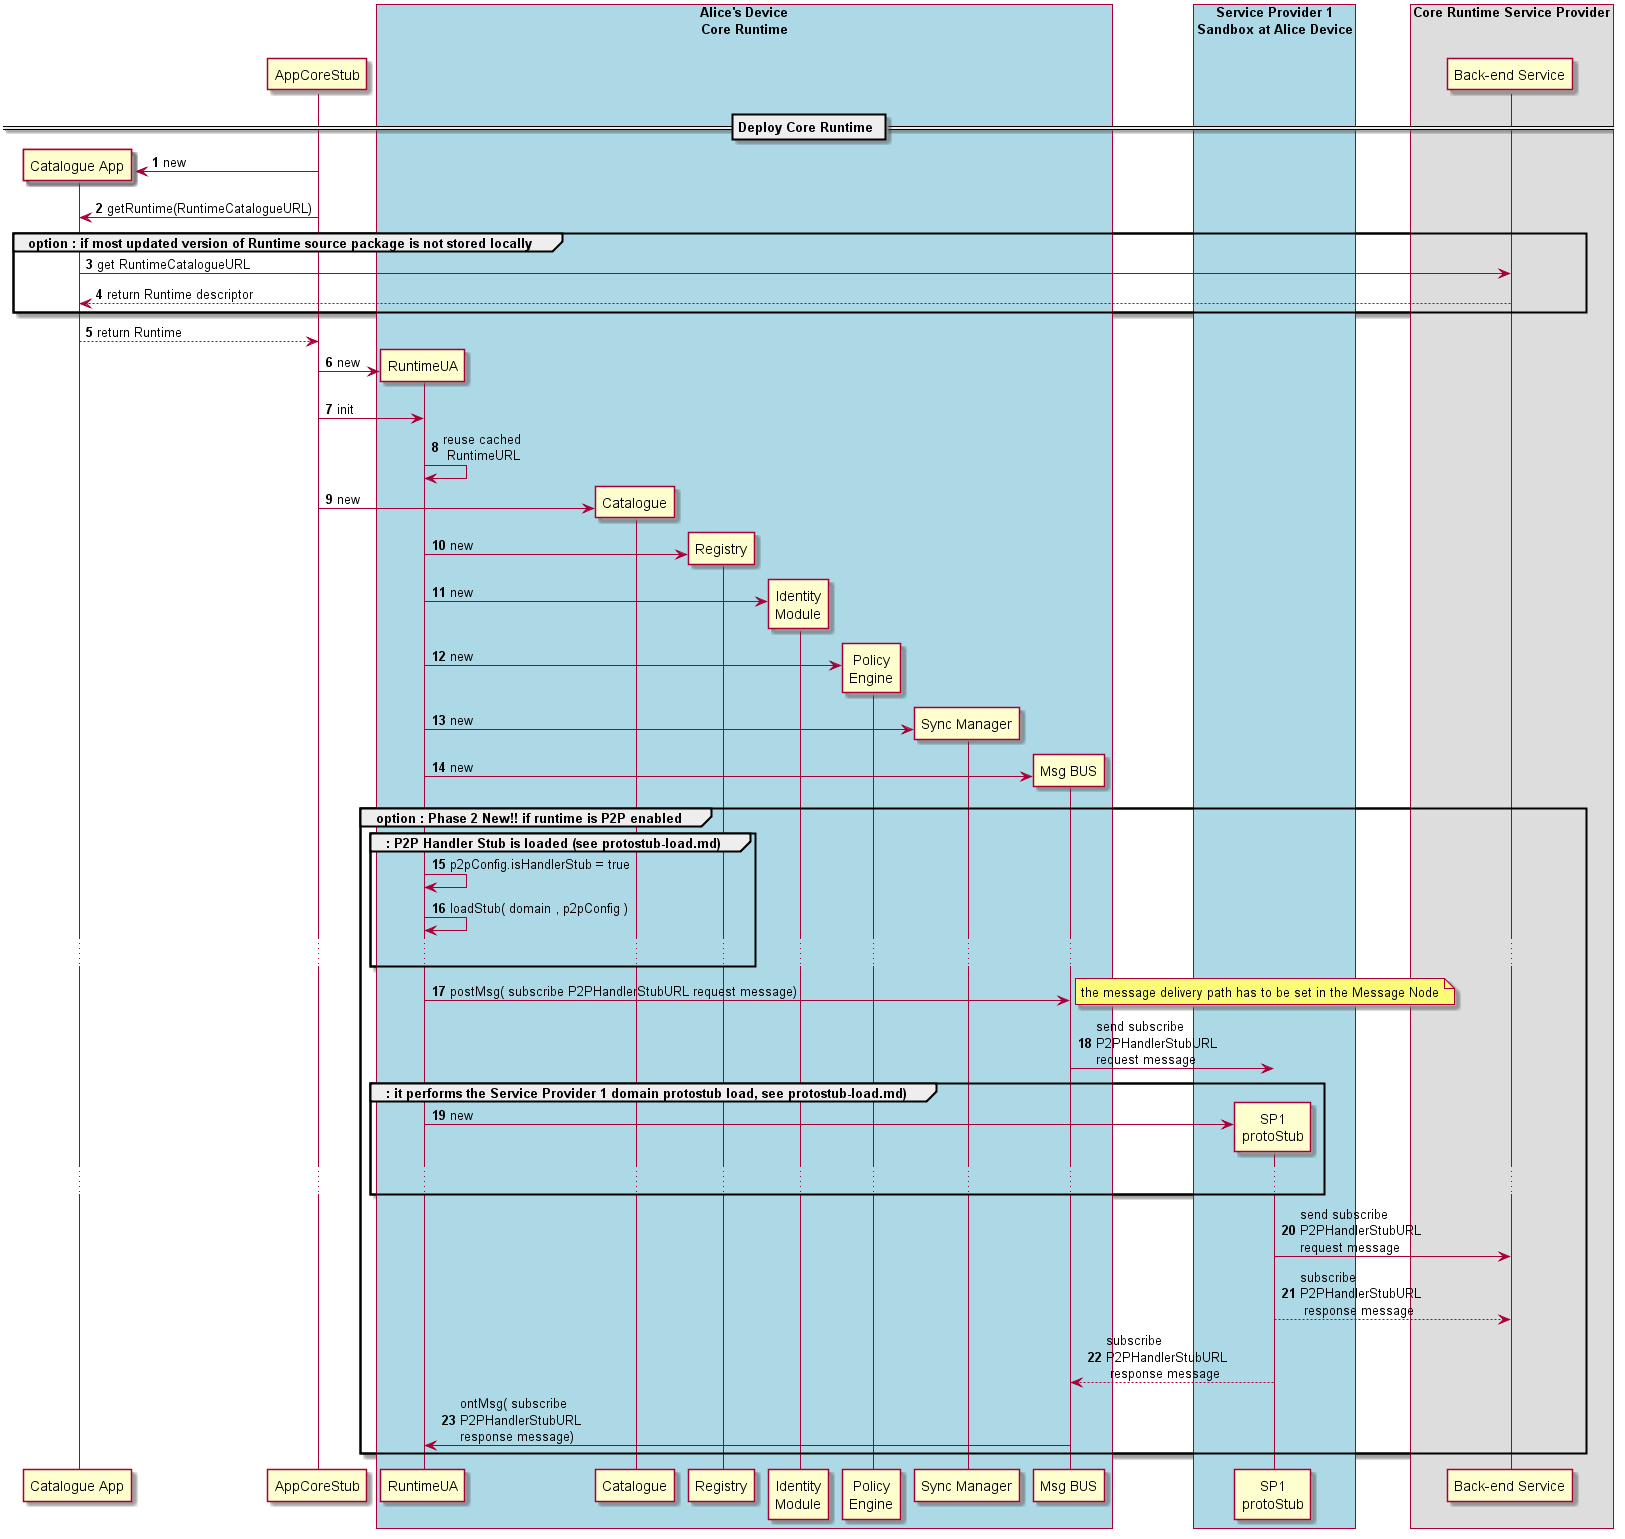 Alice's Device
Core Runtime
Service Provider 1
Sandbox at Alice Device
Core Runtime Service Provider
AppCoreStub
Back-end Service
Deploy Core Runtime
Catalogue App
1 new
2 getRuntime(RuntimeCatalogueURL)
option : if most updated version of Runtime source package is not stored locally
3 get RuntimeCatalogueURL
4 return Runtime descriptor
5 return Runtime
6 new
RuntimeUA
7 init
8 reuse cached
RuntimeURL
9 new
Catalogue
10 new
Registry
11 new
Identity
Module
12 new
Policy
Engine
13 new
Sync Manager
14 new
Msg BUS
option : Phase 2 New!! if runtime is P2P enabled
: P2P Handler Stub is loaded (see protostub-load.md)
15 p2pConfig.isHandlerStub = true
16 loadStub( domain , p2pConfig )
17 postMsg( subscribe P2PHandlerStubURL request message)
the message delivery path has to be set in the Message Node
send subscribe
18 P2PHandlerStubURL
request message
: it performs the Service Provider 1 domain protostub load, see protostub-load.md)
19 new
SP1
protoStub
send subscribe
20 P2PHandlerStubURL
request message
subscribe
21 P2PHandlerStubURL
response message
subscribe
22 P2PHandlerStubURL
response message
ontMsg( subscribe
23 P2PHandlerStubURL
response message)
Catalogue App
AppCoreStub
RuntimeUA
Catalogue
Registry
Identity
Module
Policy
Engine
Sync Manager
Msg BUS
SP1
protoStub
Back-end Service